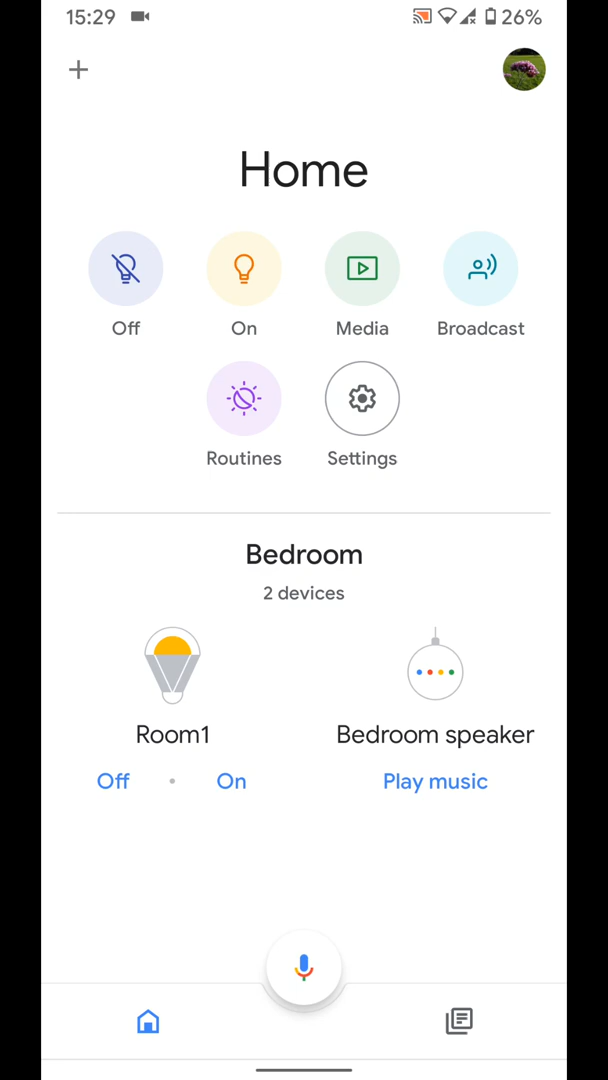 15:29 26%
Home
Off On Media Broadcast
Routines Settings
Bedroom
2 devices
Room1 Bedroom speaker
Off • On Play music